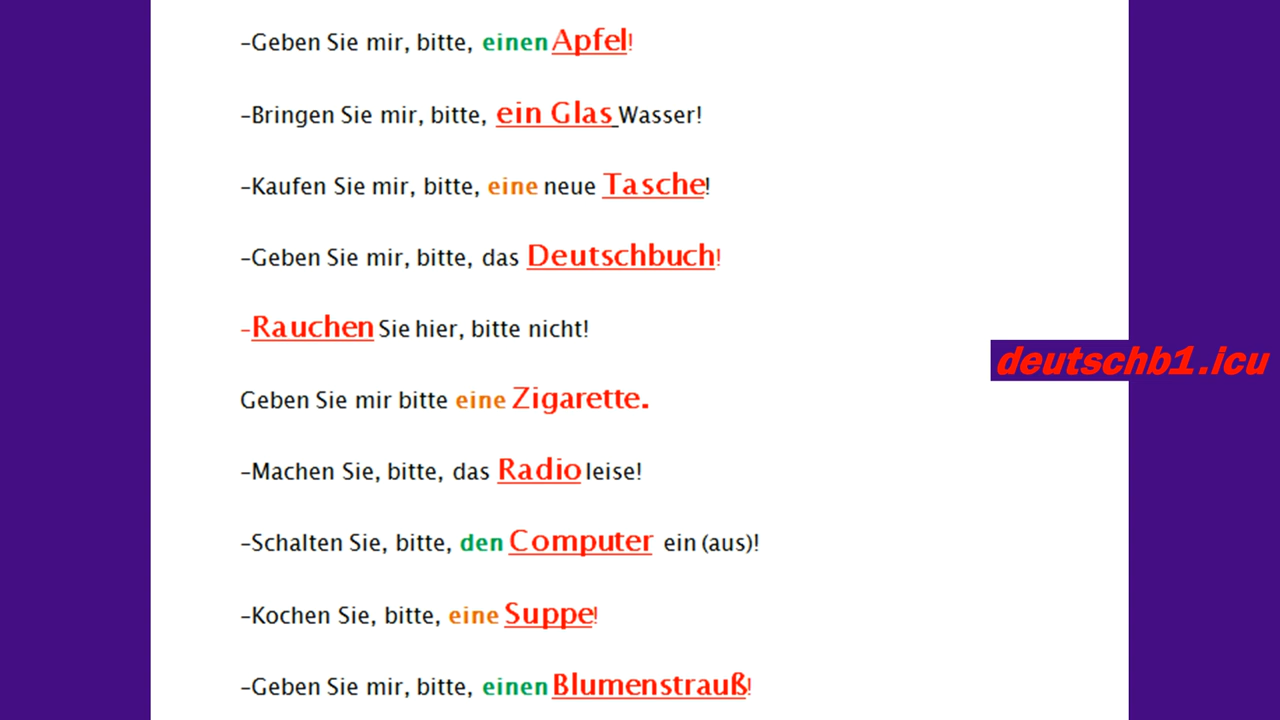 -Geben Sie mir, bitte, einen Apfel!
-Bringen Sie mir, bitte, ein Glas Wasser!
-Kaufen Sie mir, bitte, eine neue Tasche!
-Geben Sie mir, bitte, das Deutschbuch!
-Rauchen Sie hier, bitte nicht!
deutschb1.icu
Geben Sie mir bitte eine Zigarette.
-Machen Sie, bitte, das Radio leise!
-Schalten Sie, bitte, den Computer ein (aus)!
-Kochen Sie, bitte, eine Suppe!
-Geben Sie mir, bitte, einen Blumenstrauß!